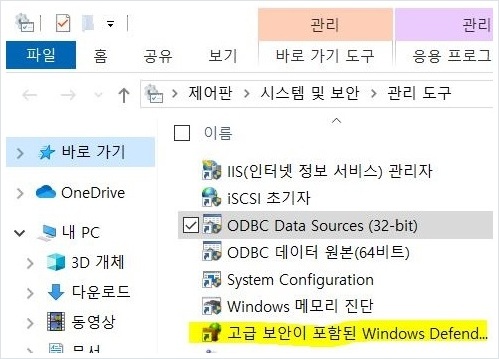 관리
관리
파일
홈
공유
보기
바로 가기 도구
응용 프로그
제어판 > 시스템 및 보안 > 관리 도구
이름
바로 가기
OneDrive
내 PC
3D 개체
다운로드
동영상
문서
IIS(인터넷 정보 서비스) 관리자
iSCSI 초기자
ODBC Data Sources (32-bit)
ODBC 데이터 원본(64비트)
System Configuration
Windows 메모리 진단
고급 보안이 포함된 Windows Defend...